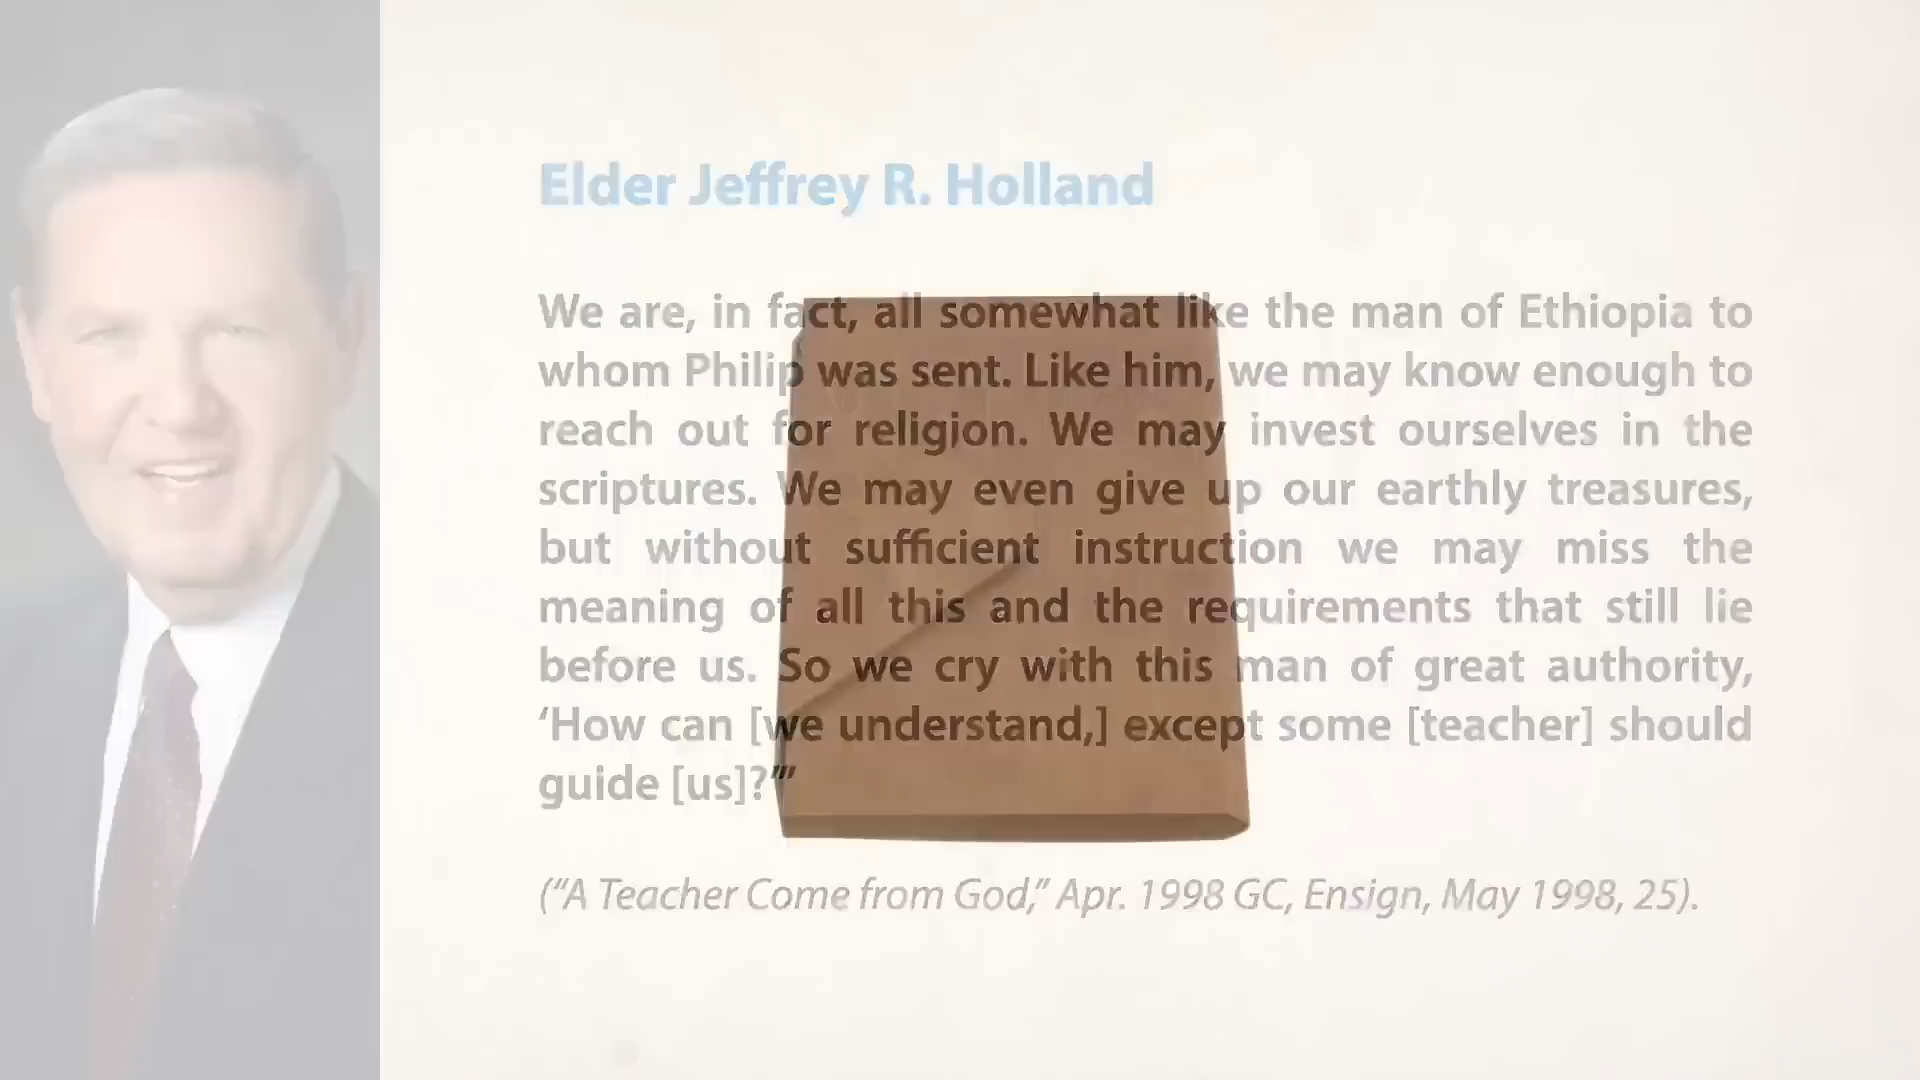 Elder Jeffrey R. Holland
We are, in fact, all somewhat like the man of Ethiopia to
whom Philip was sent. Like him, we may know enough to
reach out for religion. We may invest ourselves in the
scriptures. We may even give up our earthly treasures,
but without sufficient instruction we may miss the
meaning of all this and the requirements that still lie
before us. So we cry with this man of great authority,
‘How can [we understand,] except some [teacher] should
guide [us]?’”
(“A Teacher Come from God,” Apr. 1998 GC, Ensign, May 1998, 25).